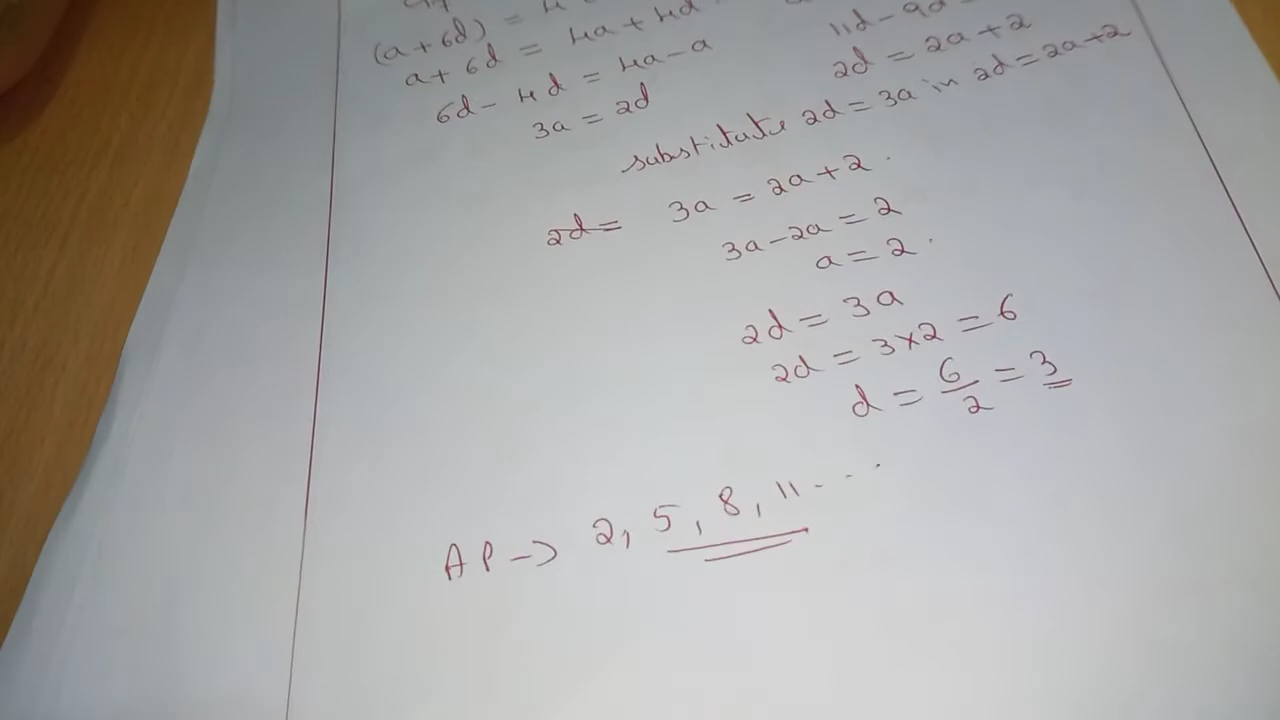 (a + 6d) =
a + 6d = 4a + 4d
6d - 4d = 4a - a
3a = 2d
11d - 9d
2d = 2a + 2
substitute 2d = 3a in 2d = 2a + 2
2d = 3a = 2a + 2.
3a - 2a = 2
a = 2.
2d = 3a
2d = 3 × 2 = 6
d = 6/2 = 3
AP -> 2, 5, 8, 11 - - -